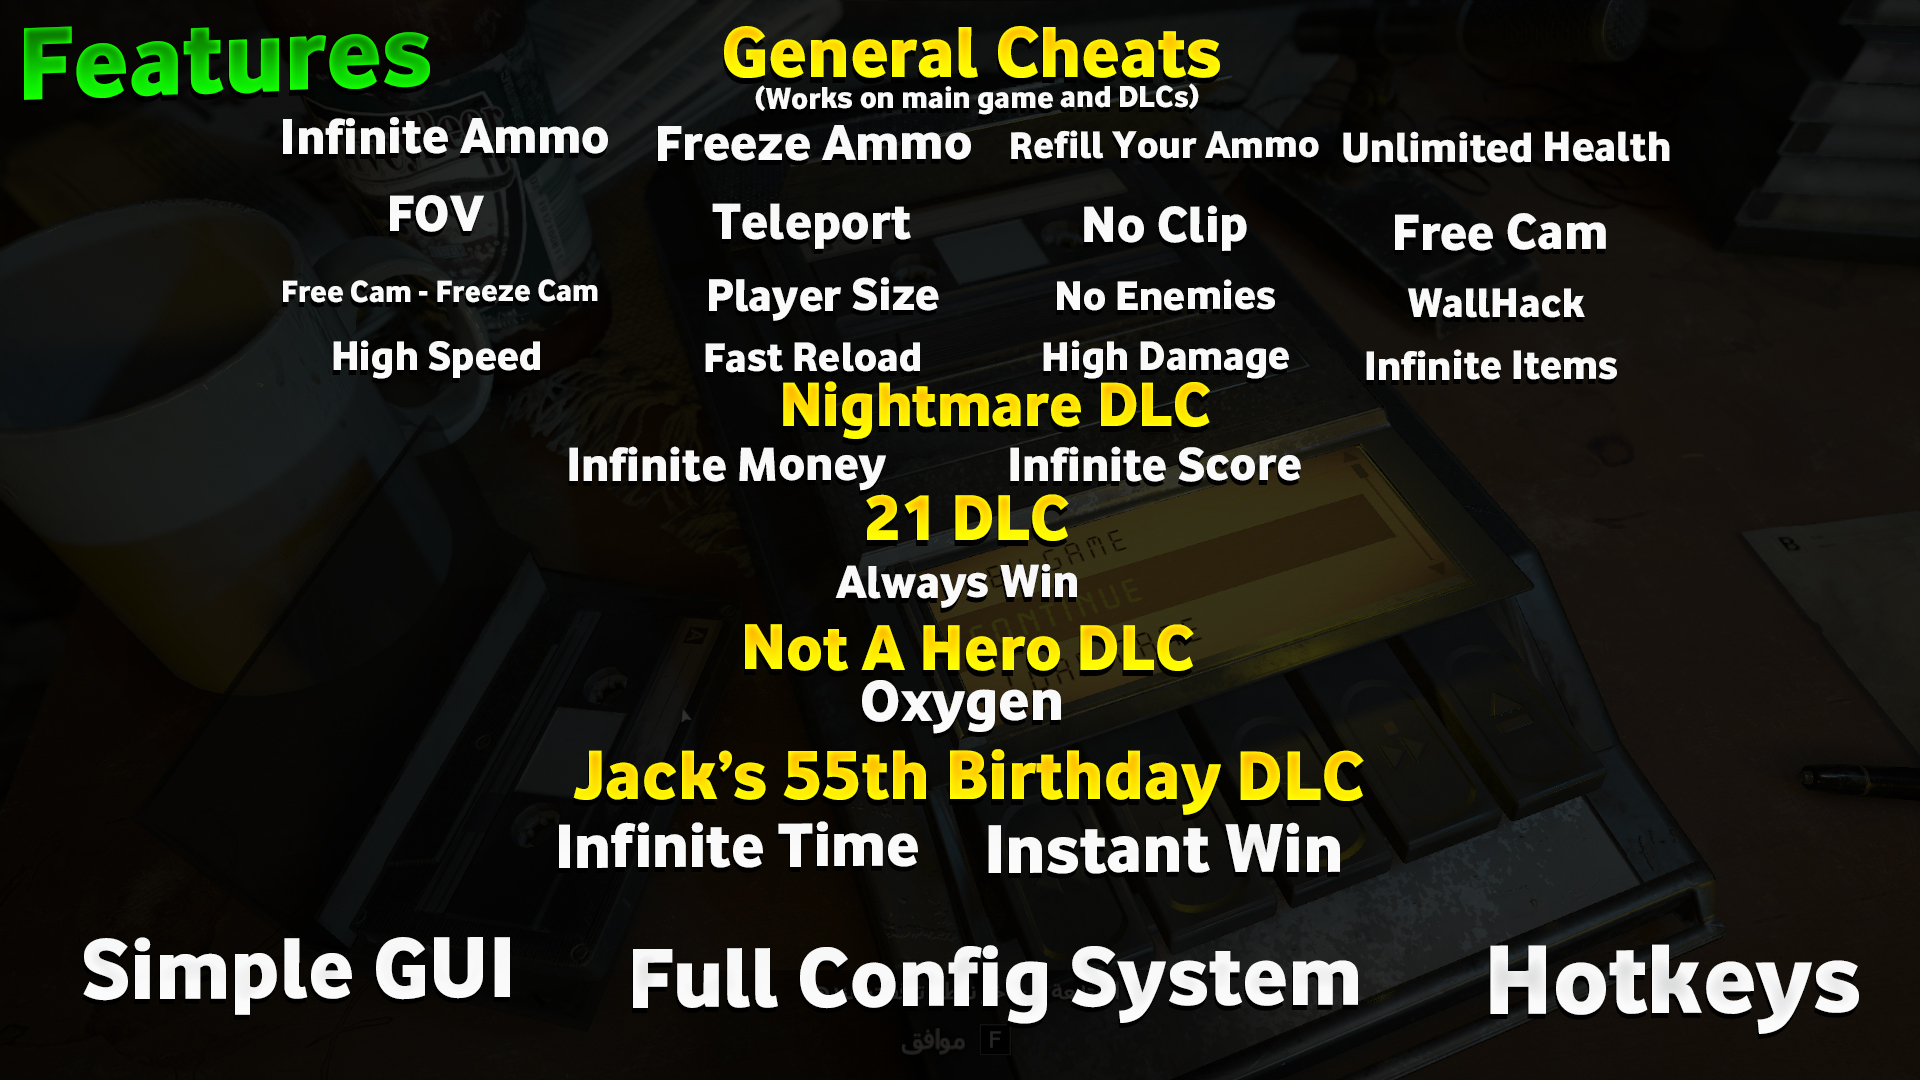 Features
General Cheats
(Works on main game and DLCs)
Infinite Ammo Freeze Ammo Refill Your Ammo Unlimited Health
FOV Teleport No Clip Free Cam
Free Cam - Freeze Cam Player Size No Enemies WallHack
High Speed Fast Reload High Damage Infinite Items
Nightmare DLC
Infinite Money Infinite Score
21 DLC
GAME
Always Win
CONTINUE
Not A Hero DLC
Oxygen
Jack's 55th Birthday DLC
Infinite Time Instant Win
Simple GUI Full Config System Hotkeys
موافق F